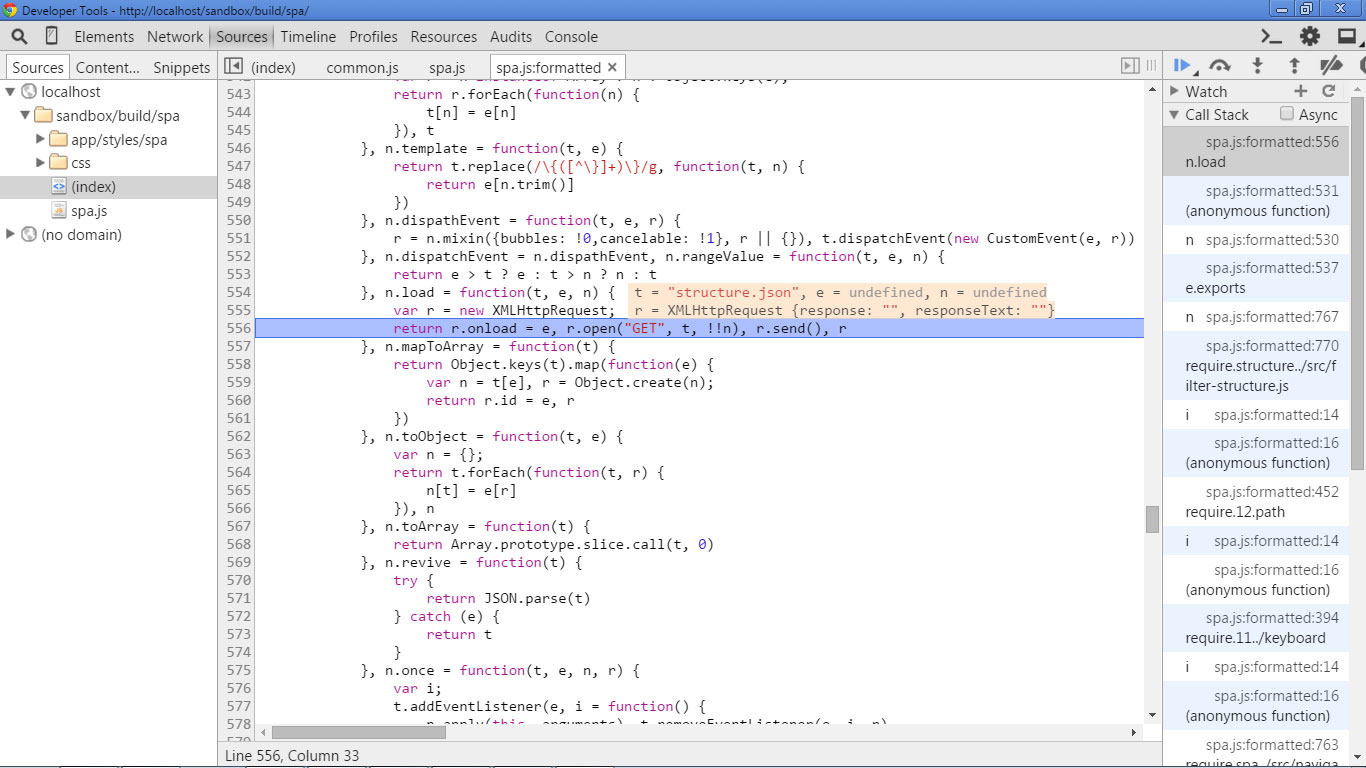 Developer Tools - http://localhost/sandbox/build/spa/
Elements Network Sources Timeline Profiles Resources Audits Console
Sources Content... Snippets
(index) common.js spa.js spa.js:formatted ×
localhost
sandbox/build/spa
app/styles/spa
css
(index)
spa.js
(no domain)
543 return r.forEach(function(n) {
544 t[n] = e[n]
545 }), t
546 }, n.template = function(t, e) {
547 return t.replace(/\{([^\}]+)\}/g, function(t, n) {
548 return e[n.trim()]
549 })
550 }, n.dispathEvent = function(t, e, r) {
551 r = n.mixin({bubbles: !0,cancelable: !1}, r || {}), t.dispatchEvent(new CustomEvent(e, r))
552 }, n.dispatchEvent = n.dispathEvent, n.rangeValue = function(t, e, n) {
553 return e > t ? e : t > n ? n : t
554 }, n.load = function(t, e, n) { t = "structure.json", e = undefined, n = undefined
555 var r = new XMLHttpRequest; r = XMLHttpRequest {response: "", responseText: ""}
556 return r.onload = e, r.open("GET", t, !!n), r.send(), r
557 }, n.mapToArray = function(t) {
558 return Object.keys(t).map(function(e) {
559 var n = t[e], r = Object.create(n);
560 return r.id = e, r
561 })
562 }, n.toObject = function(t, e) {
563 var n = {};
564 return t.forEach(function(t, r) {
565 n[t] = e[r]
566 }), n
567 }, n.toArray = function(t) {
568 return Array.prototype.slice.call(t, 0)
569 }, n.revive = function(t) {
570 try {
571 return JSON.parse(t)
572 } catch (e) {
573 return t
574 }
575 }, n.once = function(t, e, n, r) {
576 var i;
577 t.addEventListener(e, i = function() {
578
Line 556, Column 33
Watch
Call Stack Async
spa.js:formatted:556
n.load
spa.js:formatted:531
(anonymous function)
n spa.js:formatted:530
spa.js:formatted:537
e.exports
n spa.js:formatted:767
spa.js:formatted:770
require.structure../src/f
ilter-structure.js
i spa.js:formatted:14
spa.js:formatted:16
(anonymous function)
spa.js:formatted:452
require.12.path
i spa.js:formatted:14
spa.js:formatted:16
(anonymous function)
spa.js:formatted:394
require.11../keyboard
i spa.js:formatted:14
spa.js:formatted:16
(anonymous function)
spa.js:formatted:763